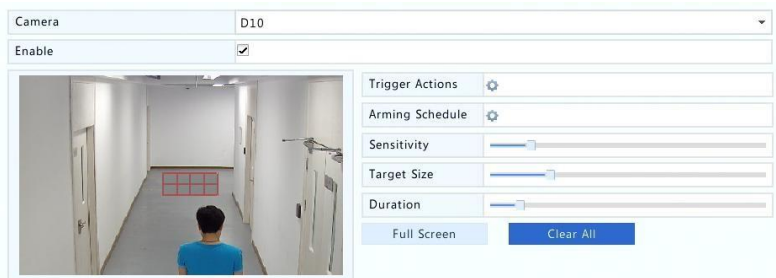 Camera D10
Enable
Trigger Actions
Arming Schedule
Sensitivity
Target Size
Duration
Full Screen Clear All